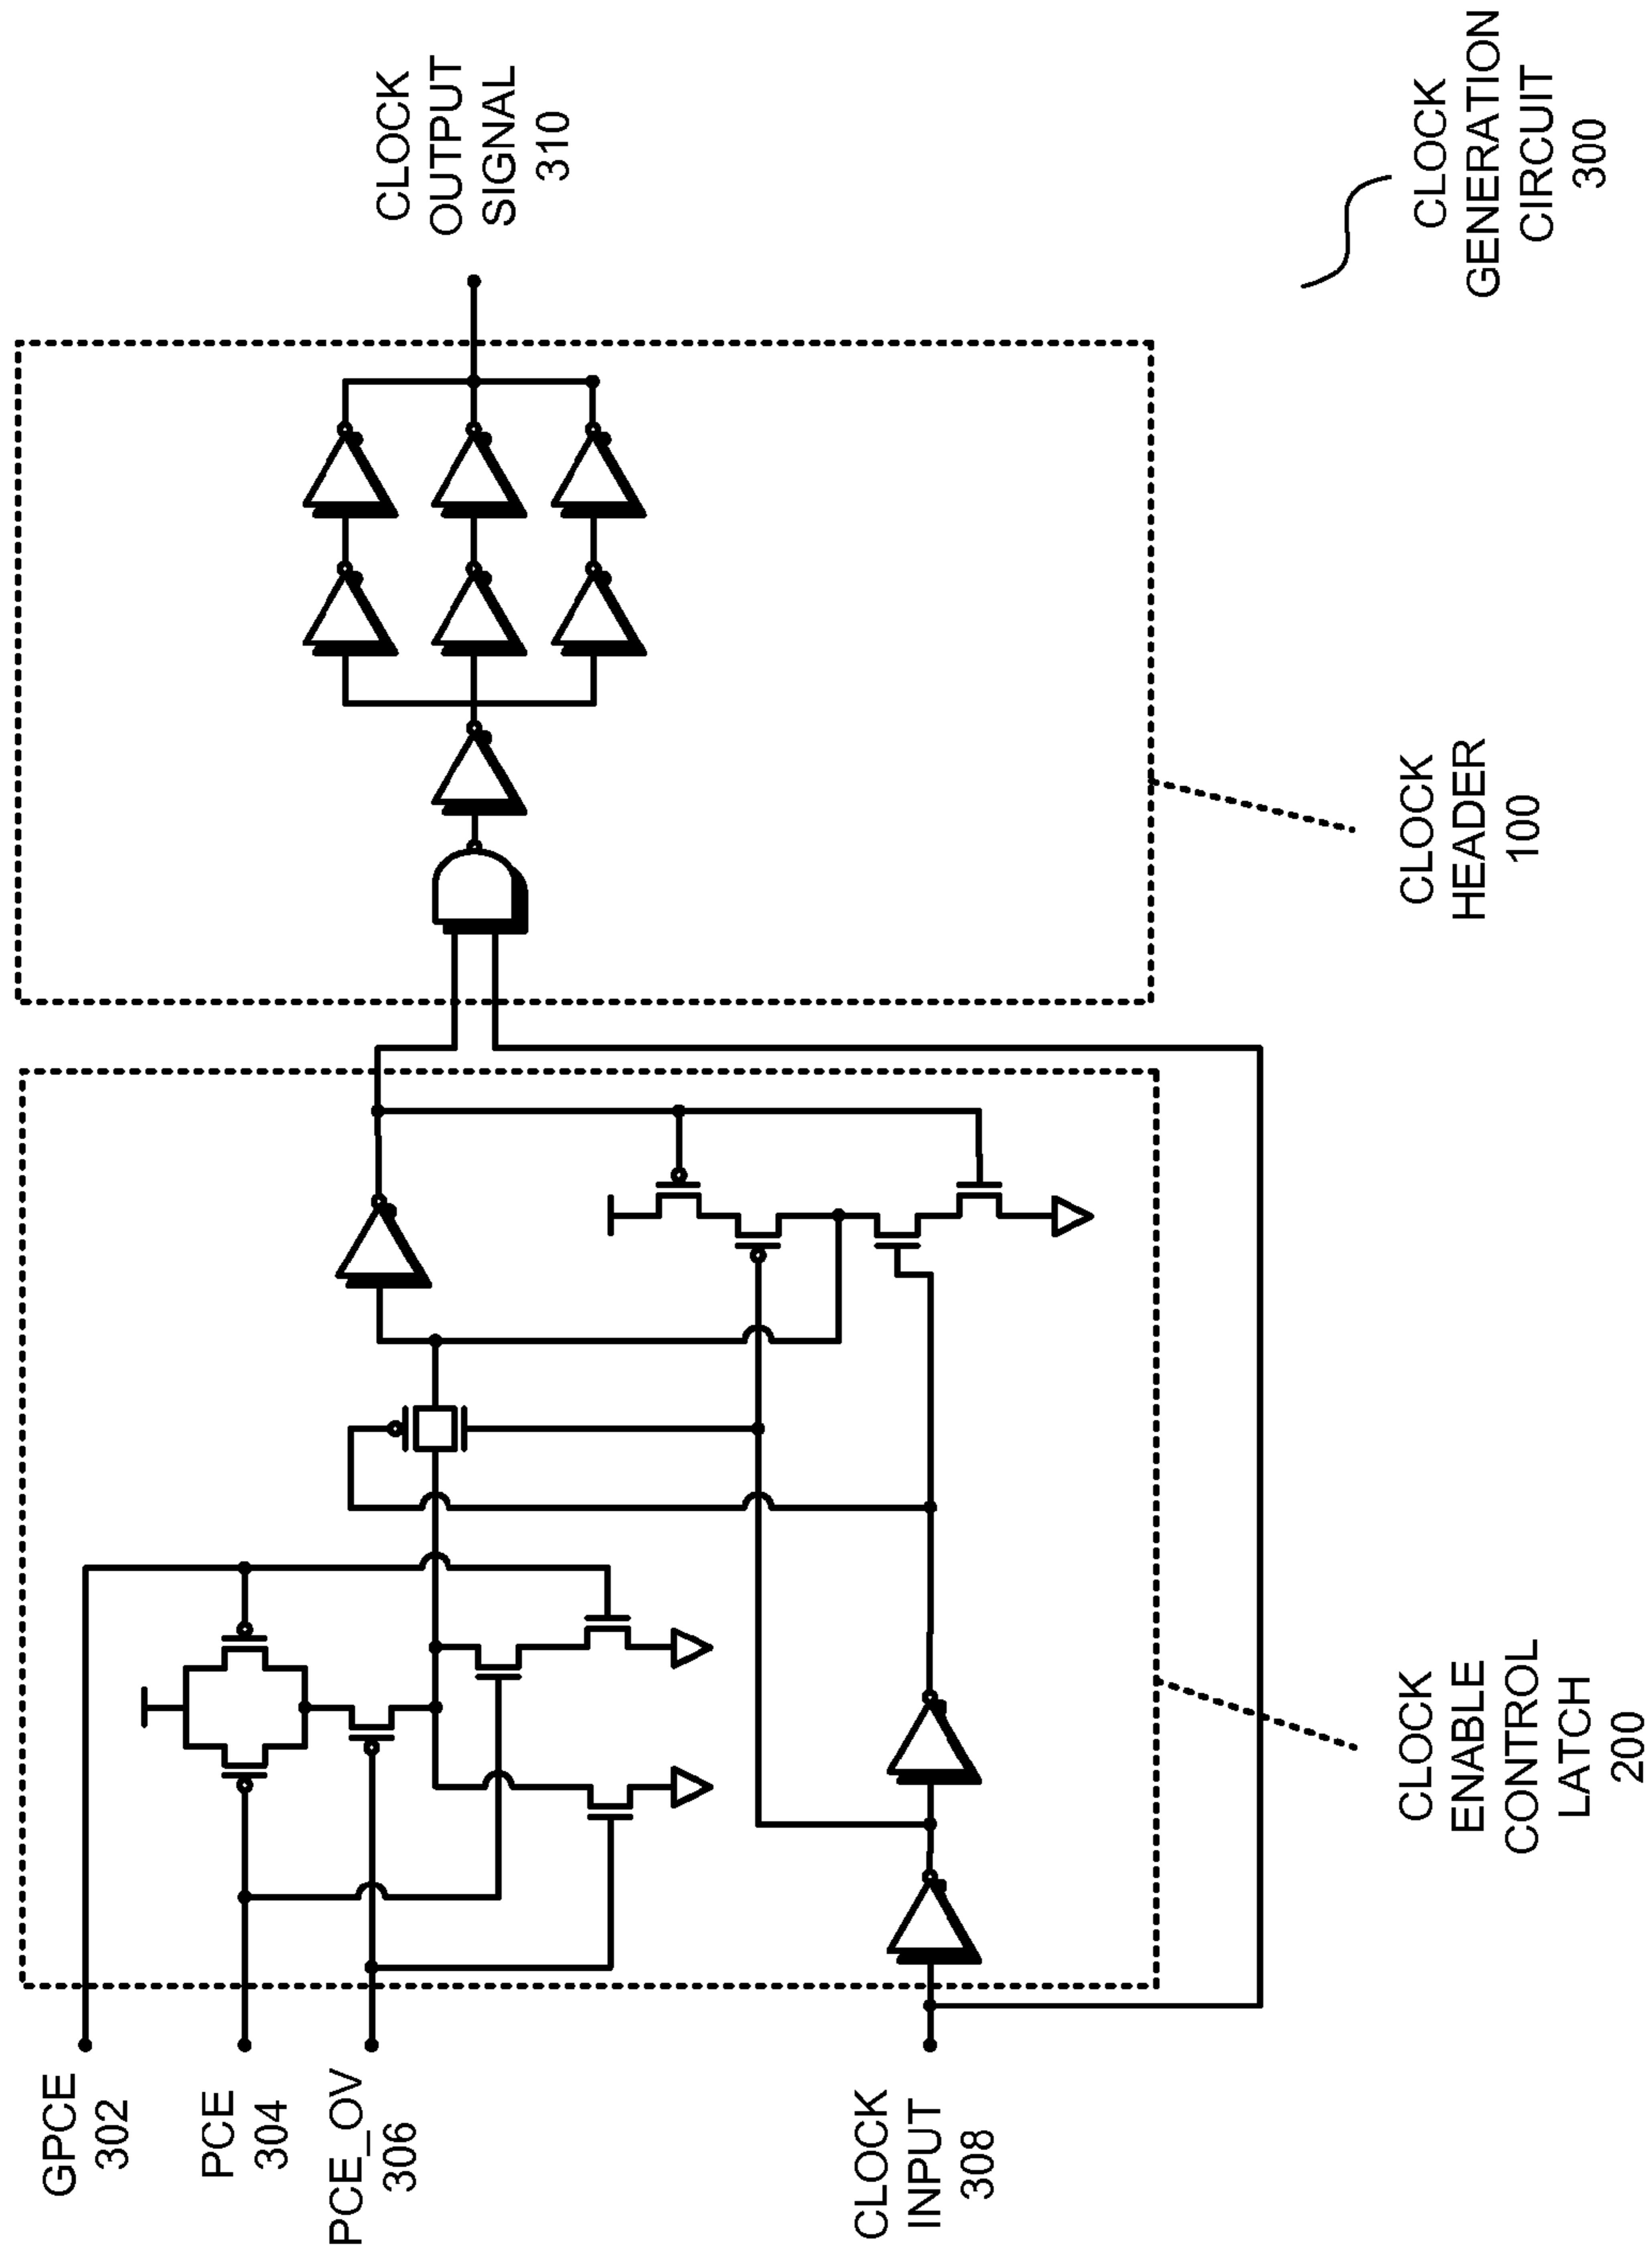 GPCE
302
PCE
304
PCE_OV
306
CLOCK
INPUT
308
CLOCK
OUTPUT
SIGNAL
310
CLOCK
ENABLE
CONTROL
LATCH
200
CLOCK
HEADER
100
CLOCK
GENERATION
CIRCUIT
300